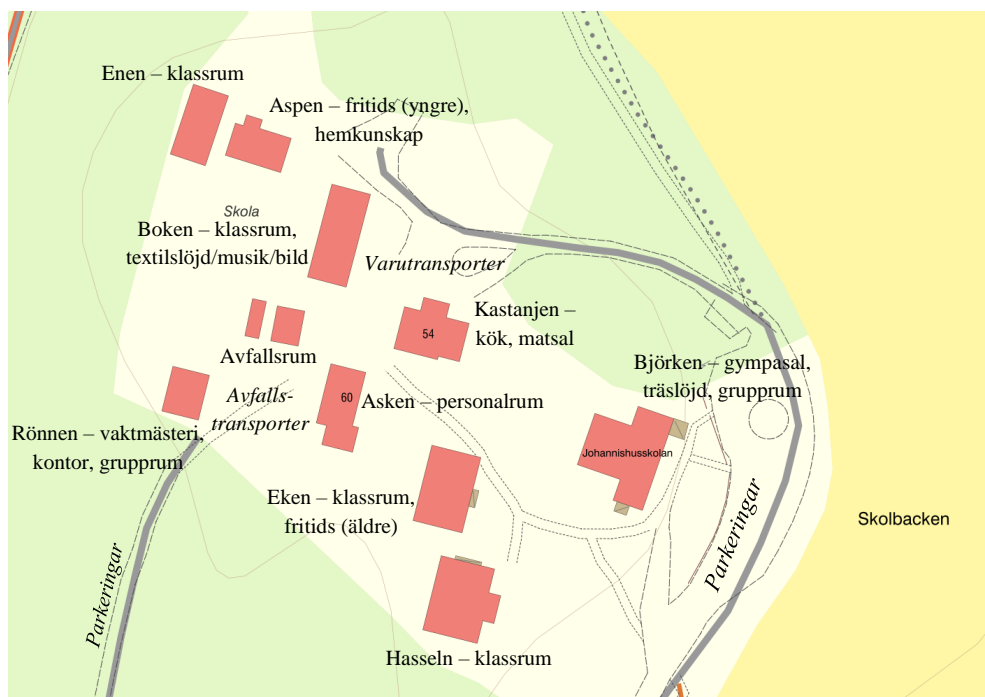 Enen – klassrum
Aspen – fritids (yngre),
hemkunskap
Skola
Boken – klassrum,
textilslöjd/musik/bild
Varutransporter
Kastanjen –
kök, matsal
54
Avfallsrum
Björken – gympasal,
träslöjd, grupprum
Avfalls-
transporter
60
Asken – personalrum
Rönnen – vaktmästeri,
kontor, grupprum
Johannishusskolan
Eken – klassrum,
fritids (äldre)
Parkeringar
Parkeringar
Skolbacken
Hasseln – klassrum